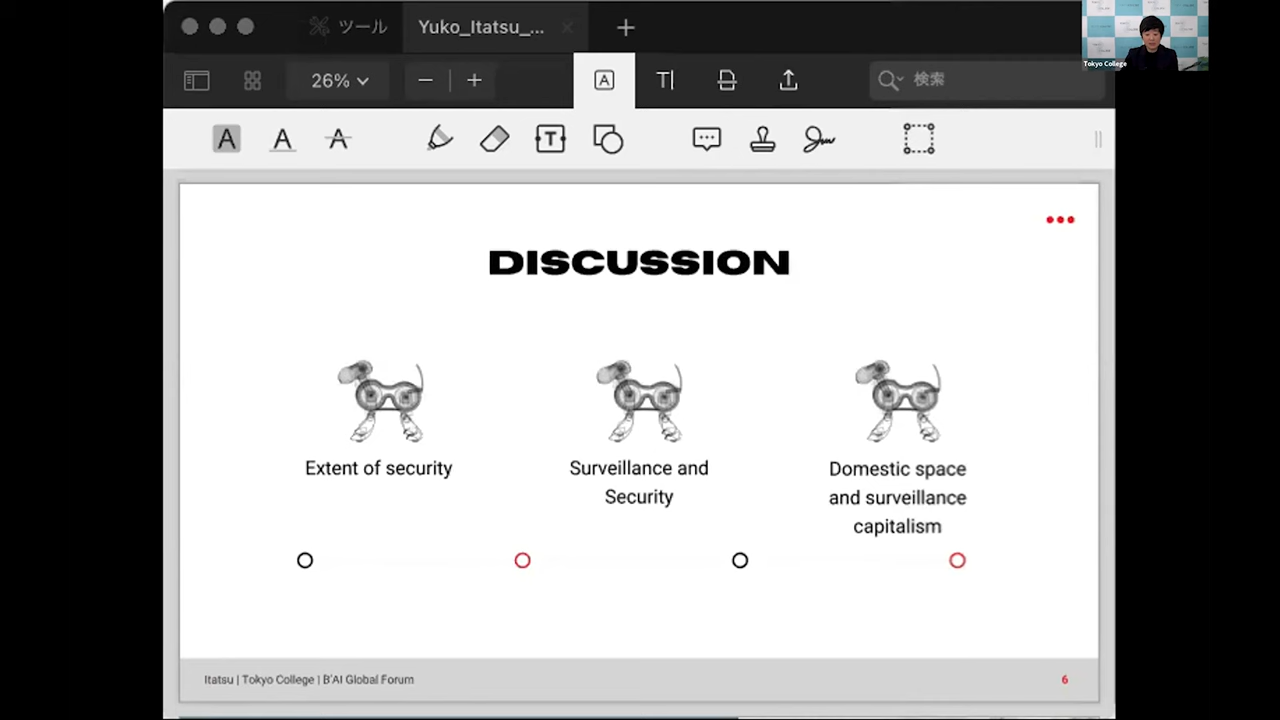 ツール
Yuko_Itatsu_...
26%
検索
Tokyo College
DISCUSSION
Extent of security
Surveillance and
Security
Domestic space
and surveillance
capitalism
Itatsu | Tokyo College | B'AI Global Forum
6